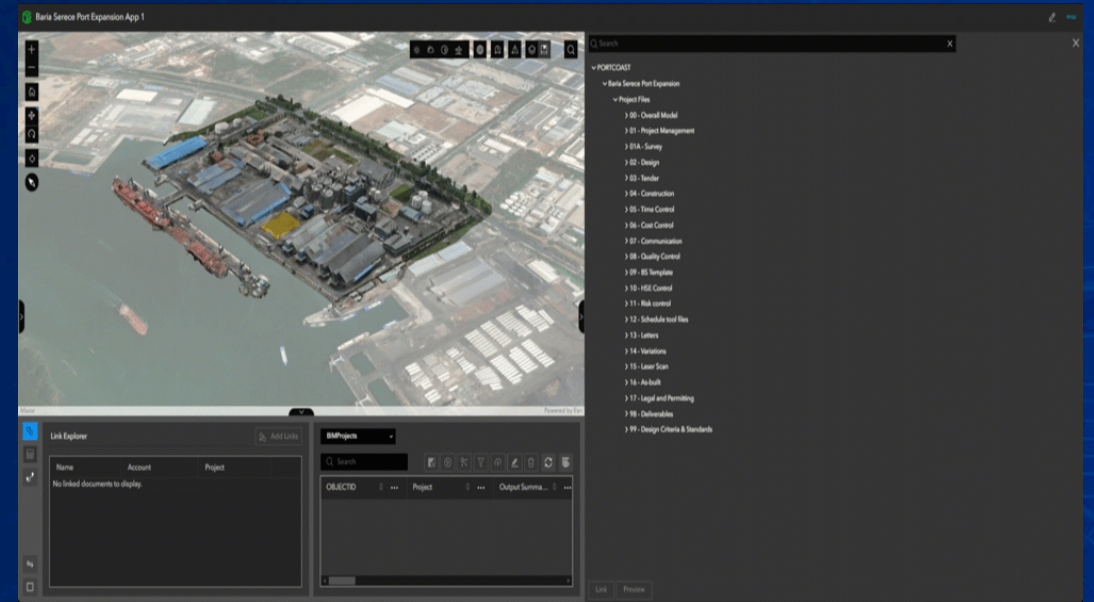 Baria Serece Port Expansion App 1
Search
X
X
PORTCOAST
Baria Serece Port Expansion
Project Files
00 - Overall Model
01 - Project Management
01A - Survey
02 - Design
03 - Tender
04 - Construction
05 - Time Control
06 - Cost Control
07 - Communication
08 - Quality Control
09 - BS Template
10 - HSE Control
11 - Risk control
12 - Schedule tool files
13 - Letters
14 - Variations
15 - Laser Scan
16 - As-built
17 - Legal and Permitting
98 - Deliverables
99 - Design Criteria & Standards
Powered by Esri
Link Explorer
Add Links
Name Account Project
No linked documents to display.
BIMProjects
Search
OBJECTID Project Output Summa...
Link Preview